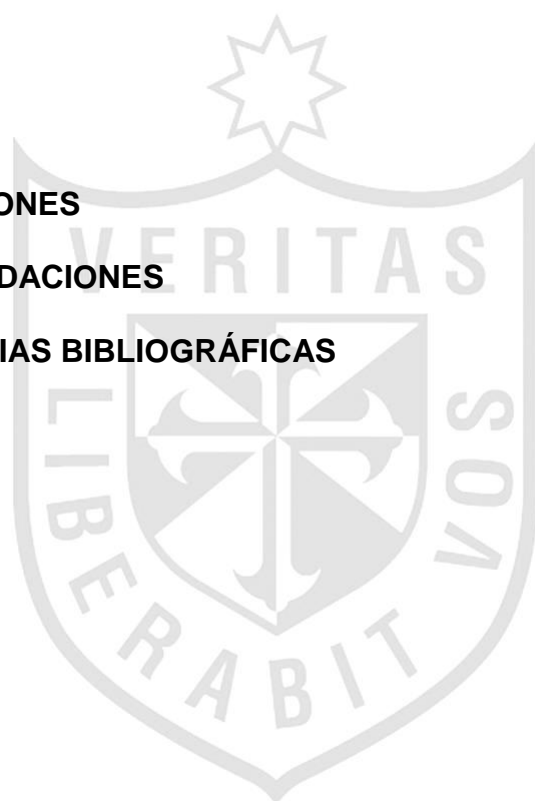 ONES
VERITAS
DACIONES
IAS BIBLIOGRÁFICAS
LIBERABIT VOS